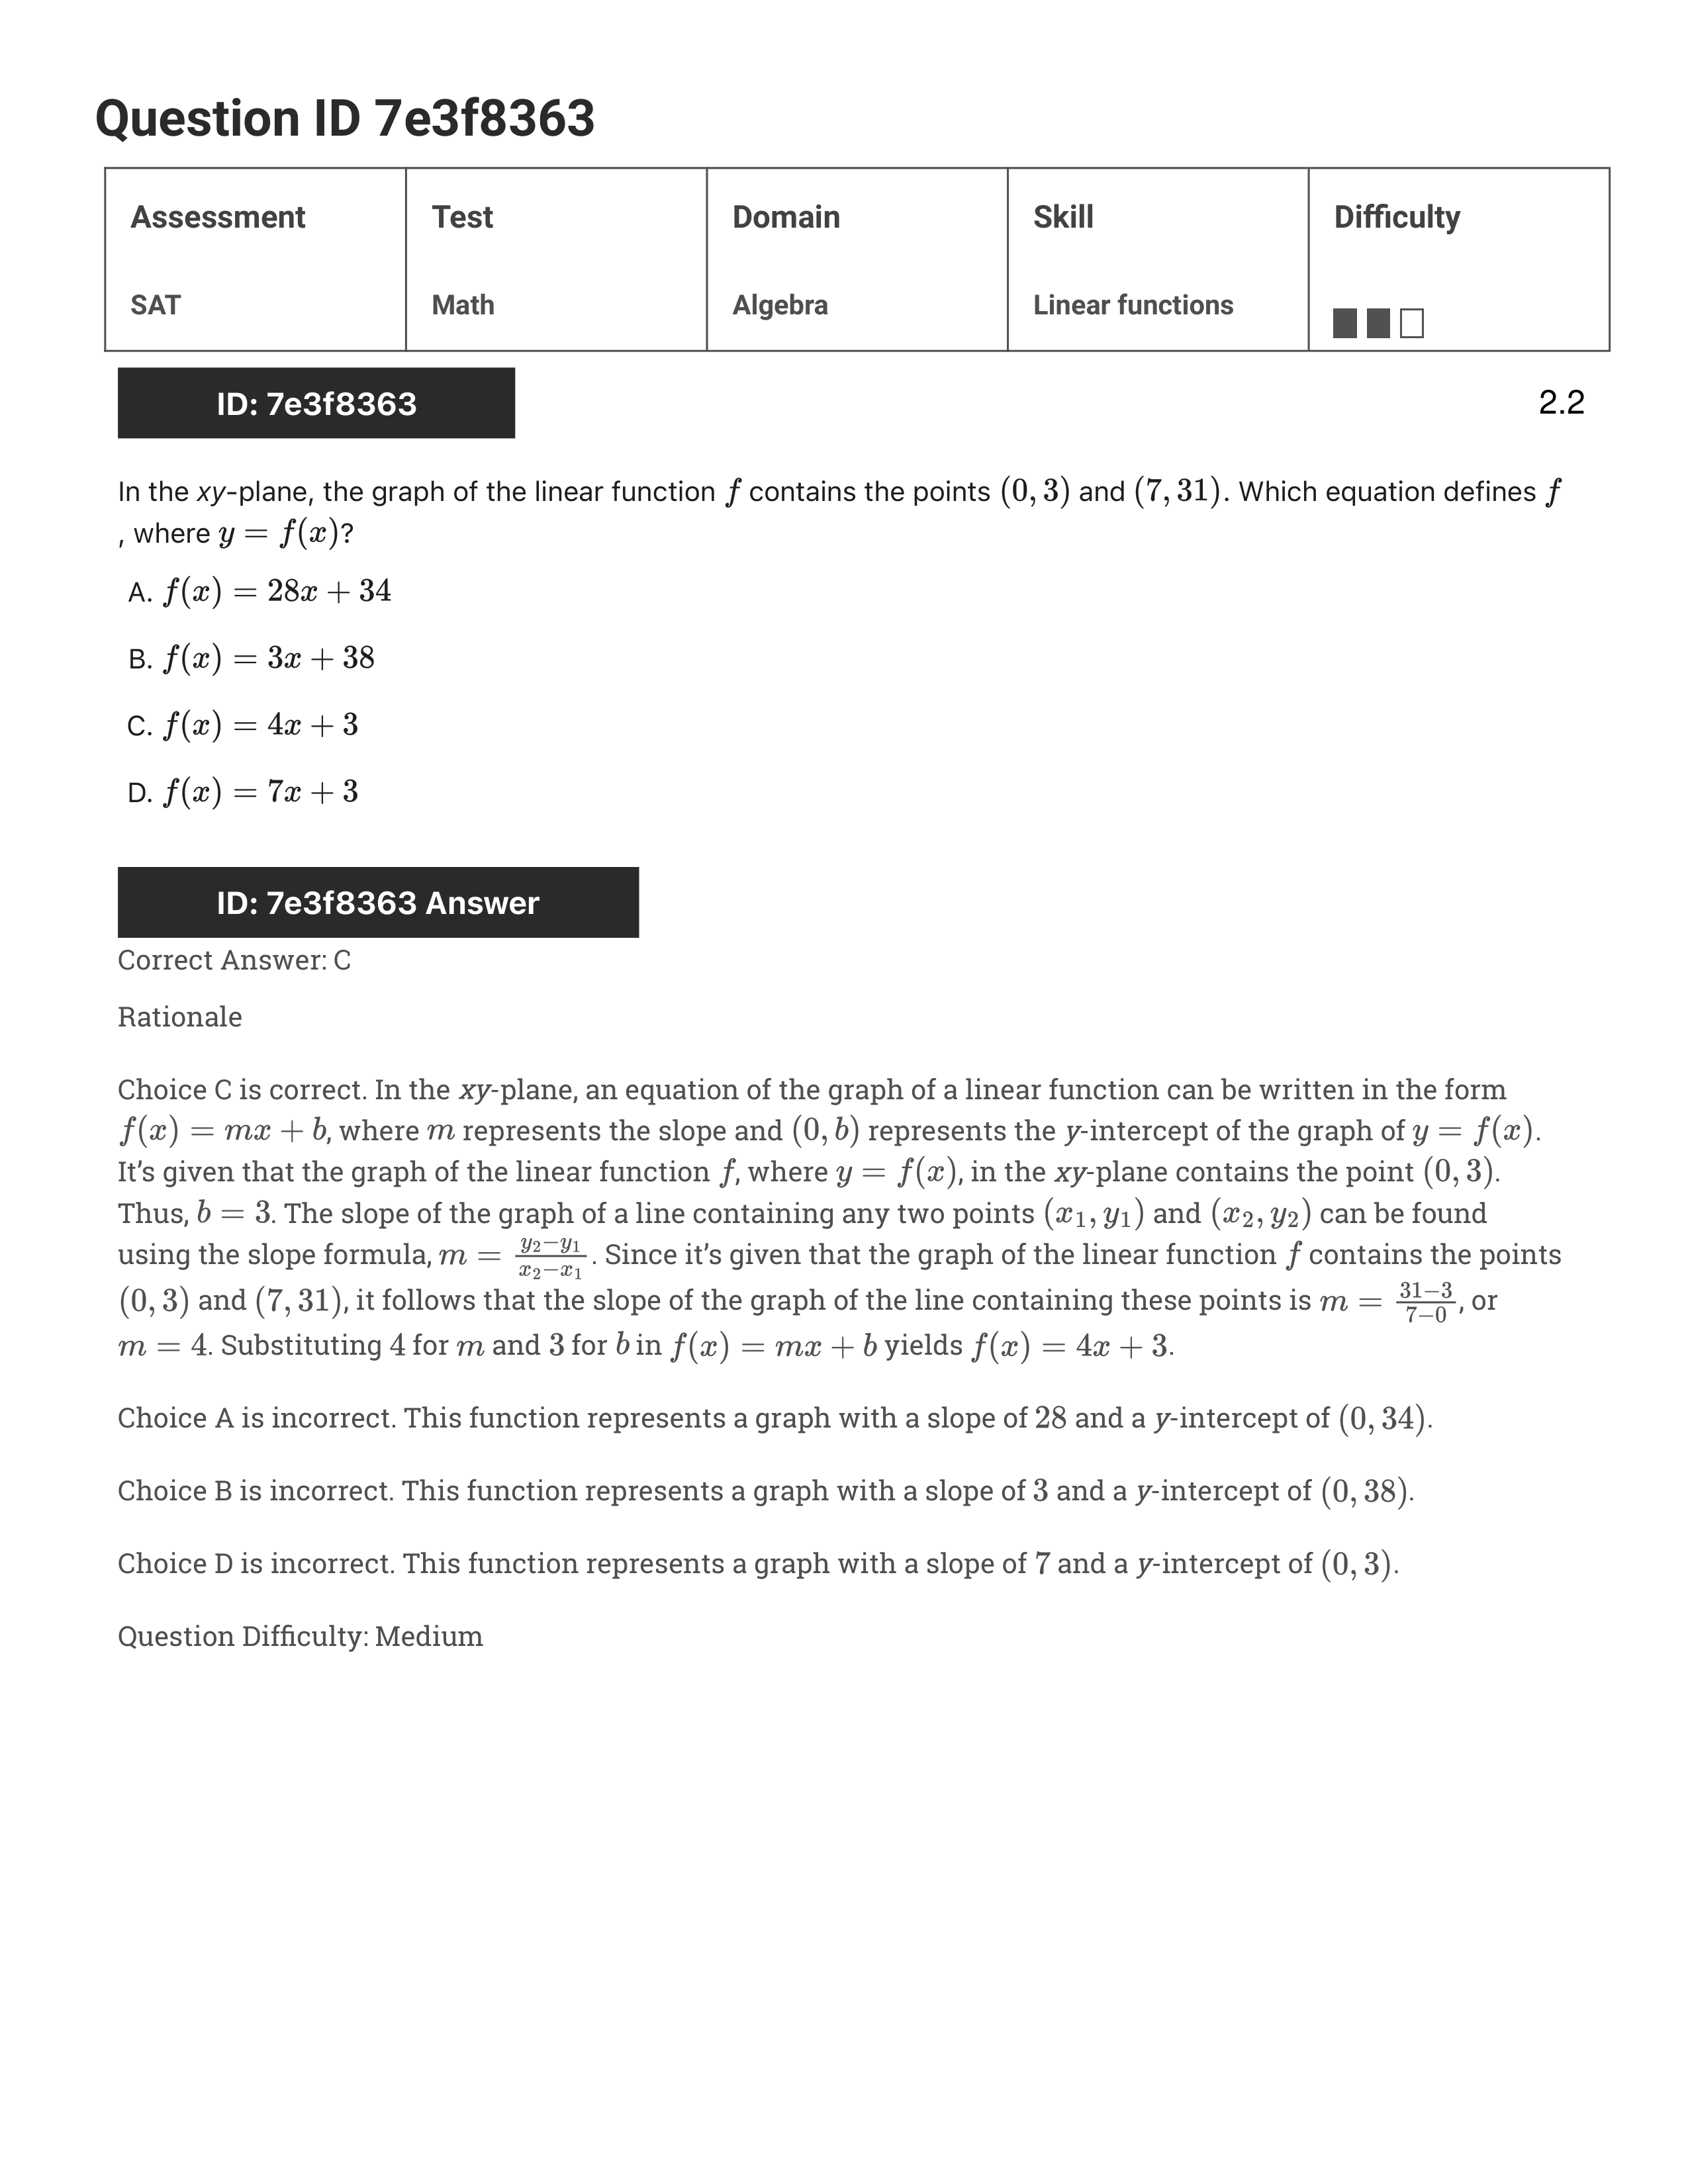 Question ID 7e3f8363
Assessment Test Domain Skill Difficulty
SAT Math Algebra Linear functions
ID: 7e3f8363 2.2
In the xy-plane, the graph of the linear function f contains the points (0, 3) and (7, 31). Which equation defines f
, where y = f(x)?
A. f(x) = 28x + 34
B. f(x) = 3x + 38
C. f(x) = 4x + 3
D. f(x) = 7x + 3
ID: 7e3f8363 Answer
Correct Answer: C
Rationale
Choice C is correct. In the xy-plane, an equation of the graph of a linear function can be written in the form
f(x) = mx + b, where m represents the slope and (0, b) represents the y-intercept of the graph of y = f(x).
It’s given that the graph of the linear function f, where y = f(x), in the xy-plane contains the point (0, 3).
Thus, b = 3. The slope of the graph of a line containing any two points (x₁, y₁) and (x₂, y₂) can be found
using the slope formula, m = (y₂−y₁)/(x₂−x₁). Since it’s given that the graph of the linear function f contains the points
(0, 3) and (7, 31), it follows that the slope of the graph of the line containing these points is m = (31−3)/(7−0), or
m = 4. Substituting 4 for m and 3 for b in f(x) = mx + b yields f(x) = 4x + 3.
Choice A is incorrect. This function represents a graph with a slope of 28 and a y-intercept of (0, 34).
Choice B is incorrect. This function represents a graph with a slope of 3 and a y-intercept of (0, 38).
Choice D is incorrect. This function represents a graph with a slope of 7 and a y-intercept of (0, 3).
Question Difficulty: Medium